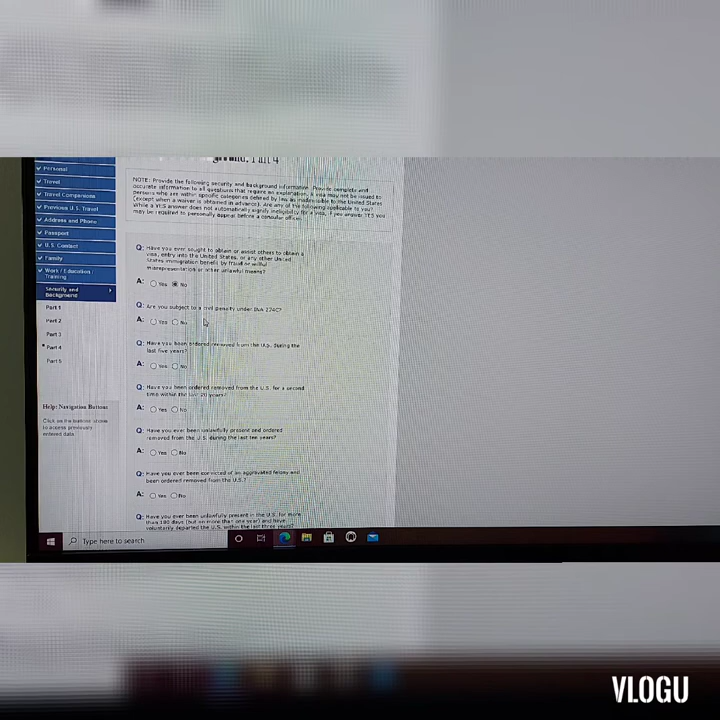 Part 4
Personal
Travel
Travel Companions
Previous U.S. Travel
Address and Phone
Passport
U.S. Contact
Family
Work / Education /
Training
Security and
Background
Part 1
Part 2
Part 3
Part 4
Part 5
Help: Navigation Buttons
Click on the buttons above
to access previously
entered data.
NOTE: Provide the following security and background information. Provide complete and
accurate information to all questions that require an explanation. A visa may not be issued to
persons who are within specific categories defined by law as inadmissible to the United States
(except when a waiver is obtained in advance). Are any of the following applicable to you?
While a YES answer does not automatically signify ineligibility for a visa, if you answer YES you
may be required to personally appear before a consular officer.
Q: Have you ever sought to obtain or assist others to obtain a
visa, entry into the United States, or any other United
States immigration benefit by fraud or willful
misrepresentation or other unlawful means?
A: Yes No
Q: Are you subject to a civil penalty under INA 274C?
A: Yes No
Q: Have you been ordered removed from the U.S. during the
last five years?
A: Yes No
Q: Have you been ordered removed from the U.S. for a second
time within the last 20 years?
A: Yes No
Q: Have you ever been unlawfully present and ordered
removed from the U.S. during the last ten years?
A: Yes No
Q: Have you ever been convicted of an aggravated felony and
been ordered removed from the U.S.?
A: Yes No
Q: Have you ever been unlawfully present in the U.S. for more
than 180 days (but no more than one year) and have
voluntarily departed the U.S. within the last three years?
Type here to search
VLOGU